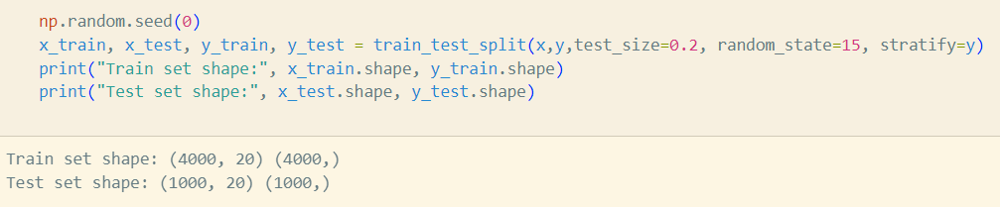 np.random.seed(0)
x_train, x_test, y_train, y_test = train_test_split(x,y,test_size=0.2, random_state=15, stratify=y)
print("Train set shape:", x_train.shape, y_train.shape)
print("Test set shape:", x_test.shape, y_test.shape)
Train set shape: (4000, 20) (4000,)
Test set shape: (1000, 20) (1000,)